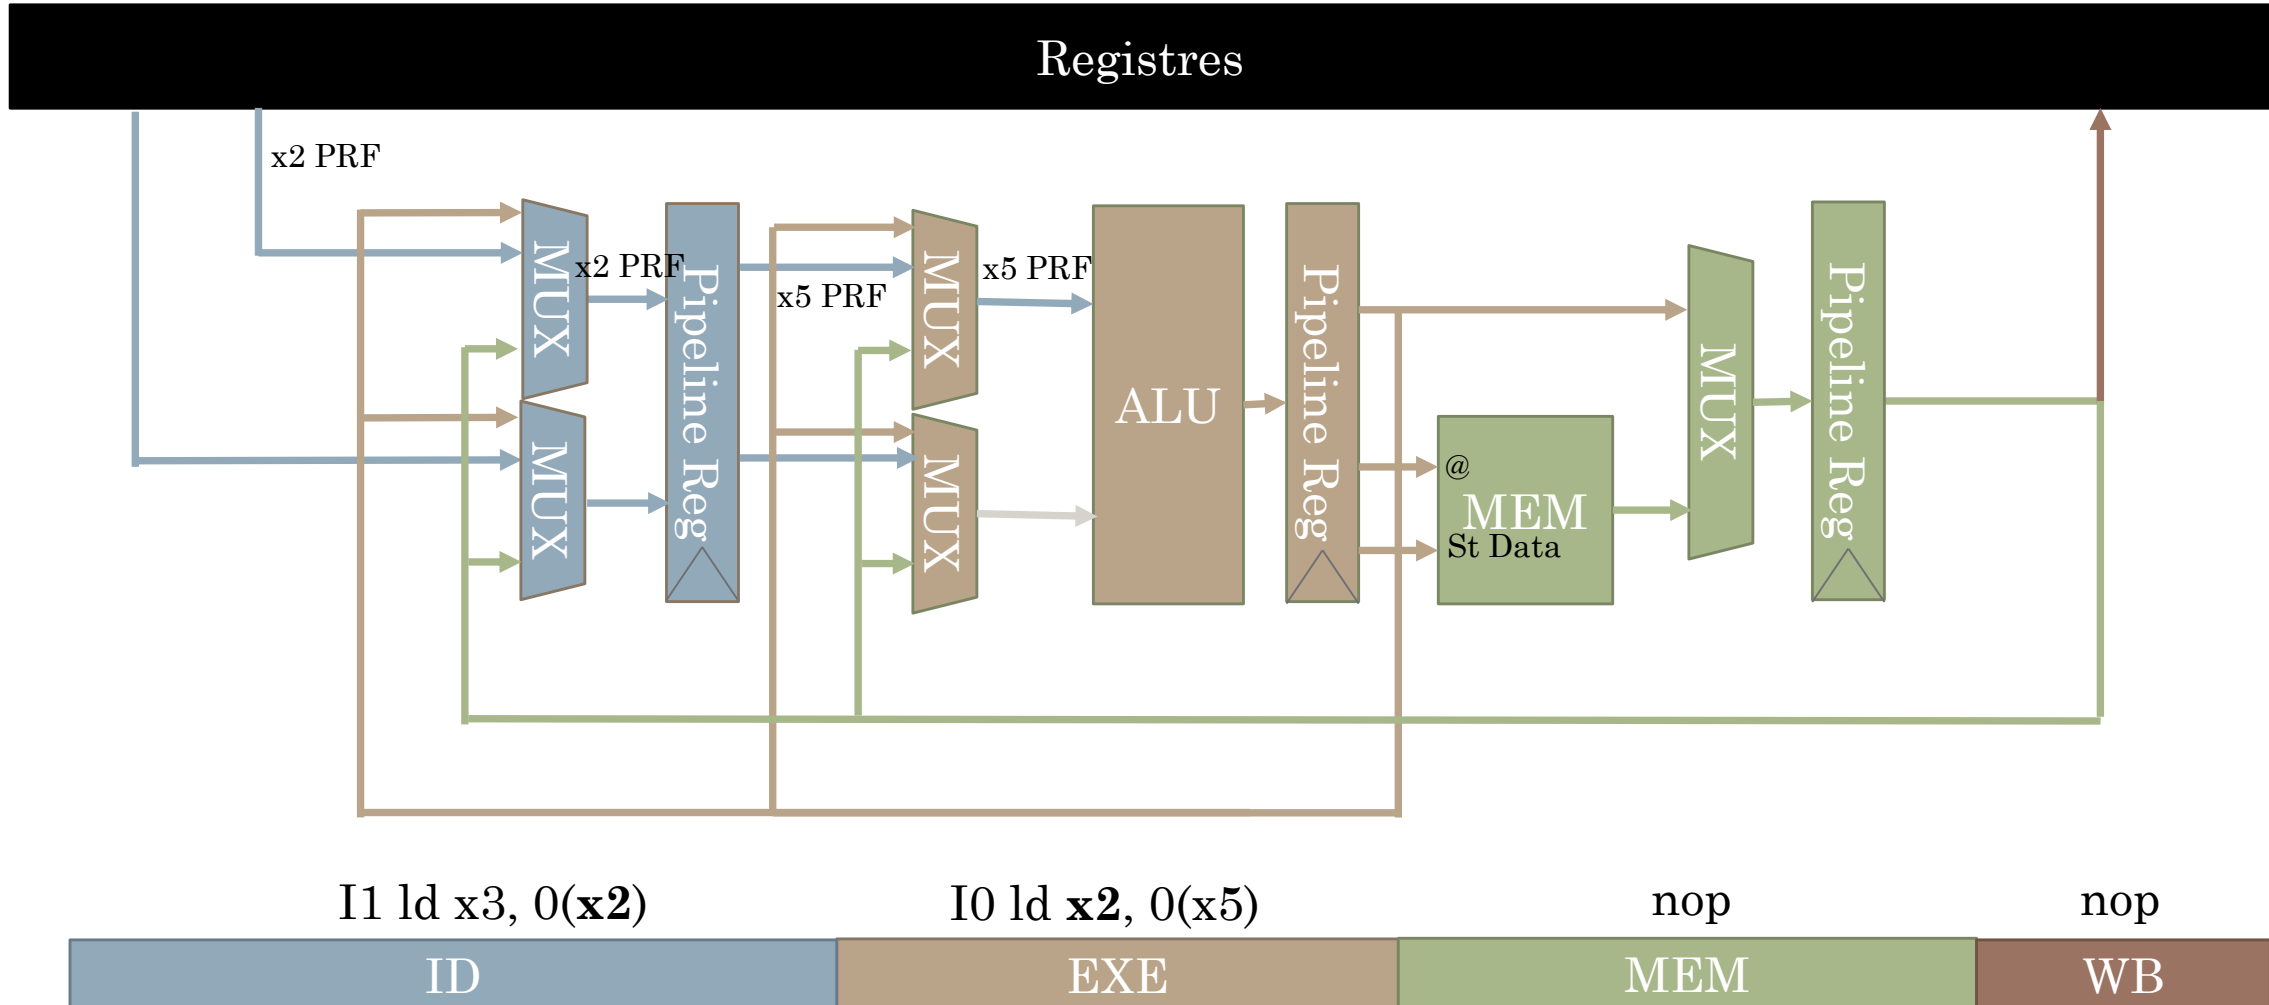 Registres
x2 PRF
MUX
x2 PRF
Pipeline Reg
x5 PRF
MUX
x5 PRF
ALU
Pipeline Reg
MUX
Pipeline Reg
MUX
MUX
@
MEM
St Data
I1 ld x3, 0(x2)
I0 ld x2, 0(x5)
nop
nop
ID
EXE
MEM
WB